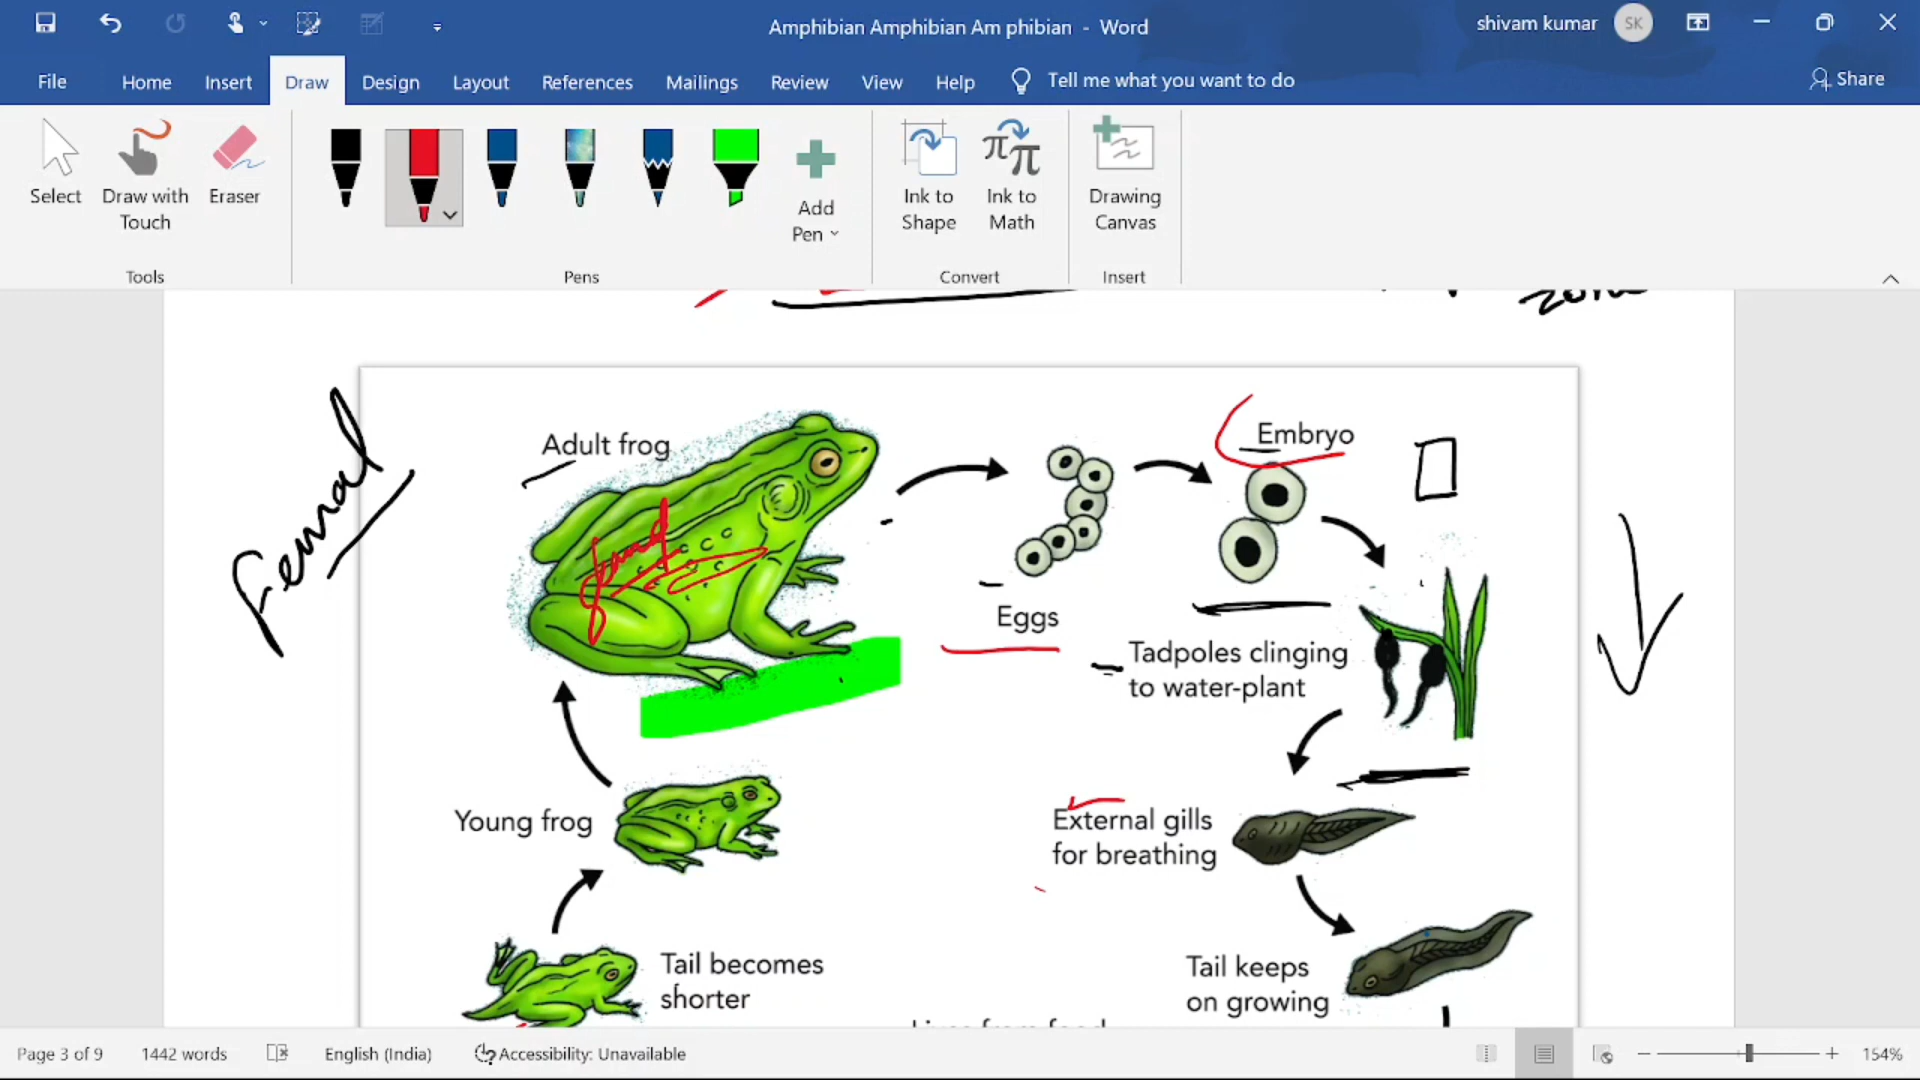 Amphibian Amphibian Am phibian - Word
shivam kumar
SK
File
Home
Insert
Draw
Design
Layout
References
Mailings
Review
View
Help
Tell me what you want to do
Share
Select
Draw with
Touch
Eraser
Add
Pen
Ink to
Shape
Ink to
Math
Drawing
Canvas
Tools
Pens
Convert
Insert
zone
Femal
Adult frog
Embryo
Eggs
Tadpoles clinging
to water-plant
Young frog
External gills
for breathing
Tail becomes
shorter
Tail keeps
on growing
Page 3 of 9
1442 words
English (India)
Accessibility: Unavailable
154%